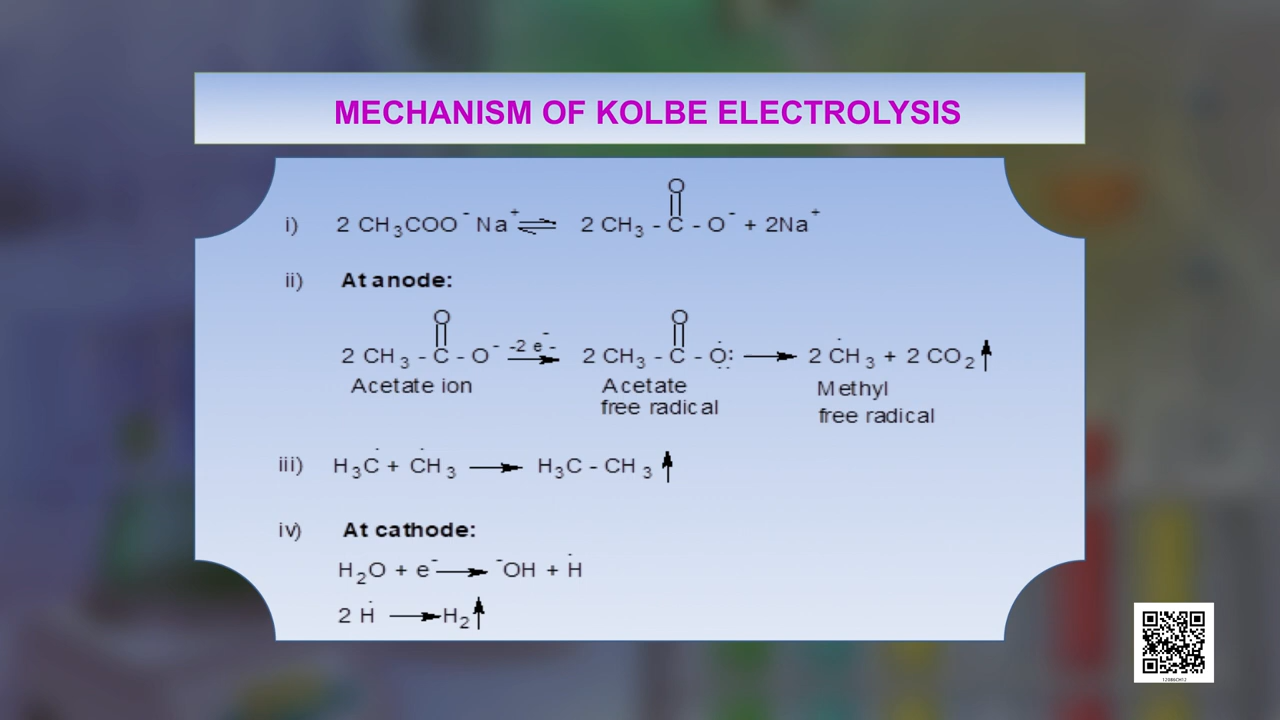 MECHANISM OF KOLBE ELECTROLYSIS
i) 2 CH₃COO⁻ Na⁺ ⇌ 2 CH₃ - C(=O) - O⁻ + 2Na⁺
ii) At anode:
2 CH₃ - C(=O) - O⁻ -2 e⁻→ 2 CH₃ - C(=O) - Ȯ: → 2 ĊH₃ + 2 CO₂↑
Acetate ion Acetate free radical Methyl free radical
iii) H₃Ċ + ĊH₃ → H₃C - CH₃↑
iv) At cathode:
H₂O + e⁻ → ⁻OH + Ḣ
2 Ḣ → H₂↑
12086CH12